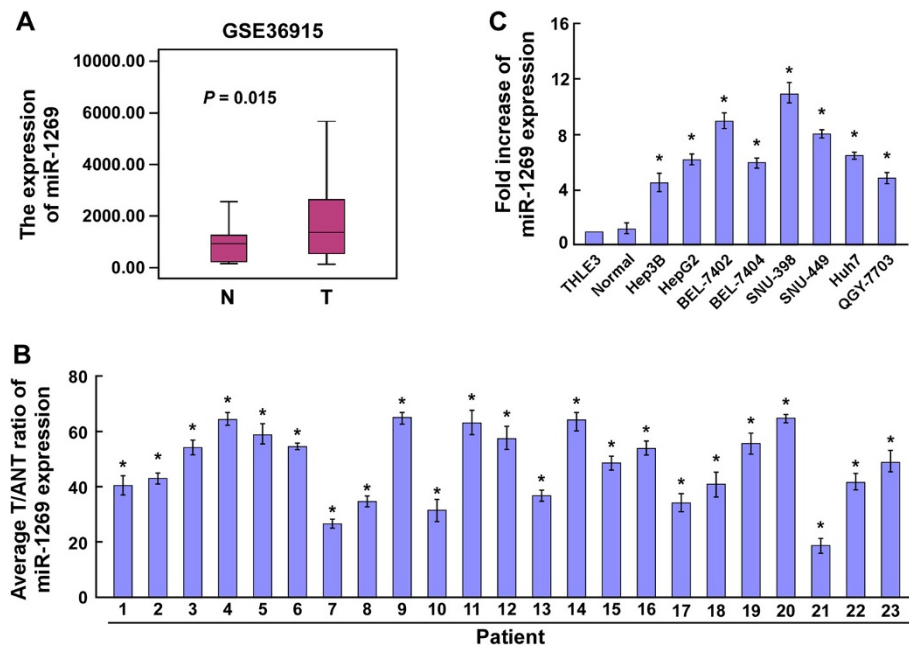 A
GSE36915
The expression
of miR-1269
10000.00
8000.00
6000.00
4000.00
2000.00
0.00
P = 0.015
N T
C
Fold increase of
miR-1269 expression
16
12
8
4
0
* * * * * * * *
THLE3 Normal Hep3B HepG2 BEL-7402 BEL-7404 SNU-398 SNU-449 Huh7 QGY-7703
B
Average T/ANT ratio of
miR-1269 expression
80
60
40
20
0
* * * * * * * * * * * * * * * * * * * * * * *
1 2 3 4 5 6 7 8 9 10 11 12 13 14 15 16 17 18 19 20 21 22 23
Patient